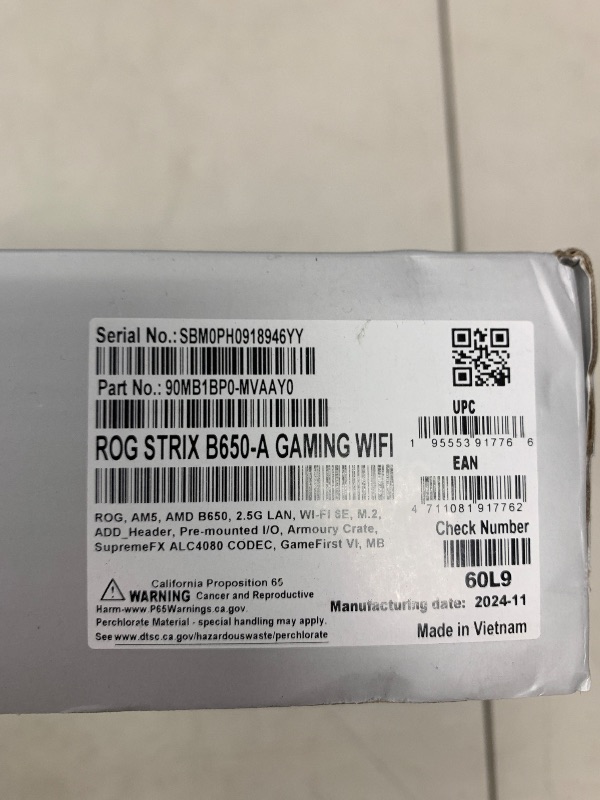 Serial No.: SBM0PH0918946YY
Part No.: 90MB1BP0-MVAAY0
ROG STRIX B650-A GAMING WIFI
ROG, AM5, AMD B650, 2.5G LAN, WI-FI 5E, M.2,
ADD_Header, Pre-mounted I/O, Armoury Crate,
SupremeFX ALC4080 CODEC, GameFirst VI, MB
California Proposition 65
WARNING Cancer and Reproductive
Harm-www.P65Warnings.ca.gov.
Perchlorate Material - special handling may apply.
See www.dtsc.ca.gov/hazardouswaste/perchlorate
UPC
1 95553 91776 6
EAN
4 711081 917762
Check Number
60L9
Manufacturing date: 2024-11
Made in Vietnam